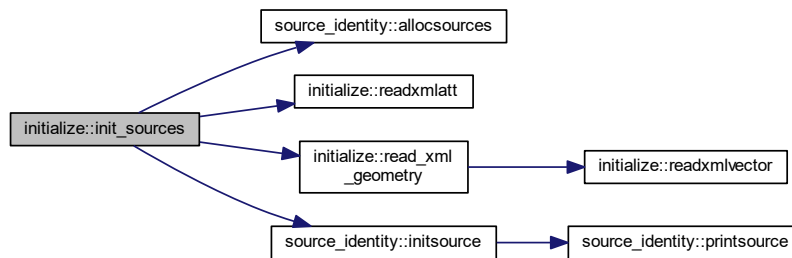 source_identity::allocsources
initialize::readxmlatt
initialize::init_sources
initialize::read_xml
_geometry
initialize::readxmlvector
source_identity::initsource
source_identity::printsource